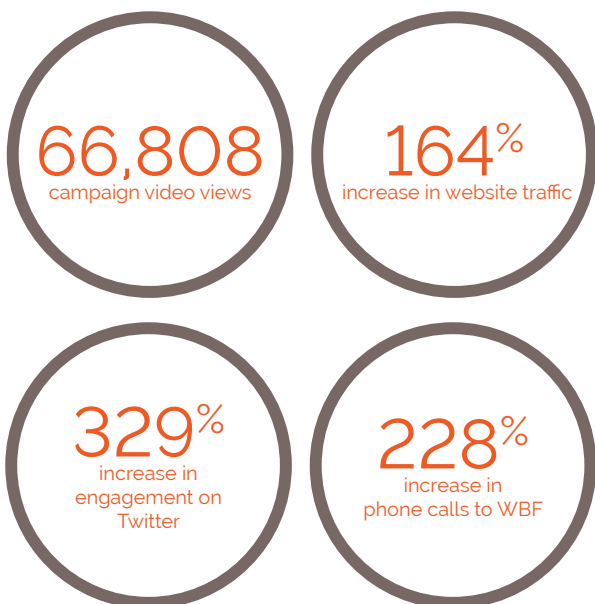 66,808
campaign video views
164%
increase in website traffic
329%
increase in
engagement on
Twitter
228%
increase in
phone calls to WBF